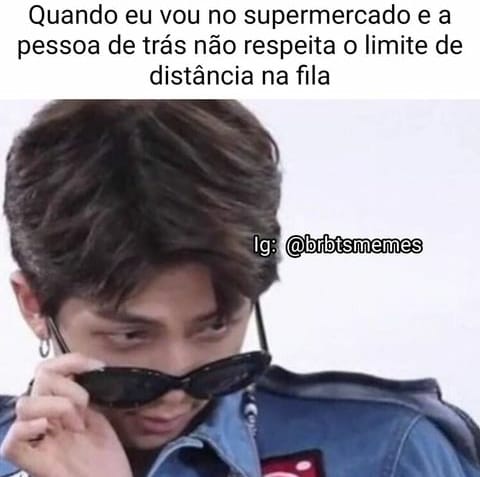 Quando eu vou no supermercado e a
pessoa de trás não respeita o limite de
distância na fila
Ig: @brbtsmemes